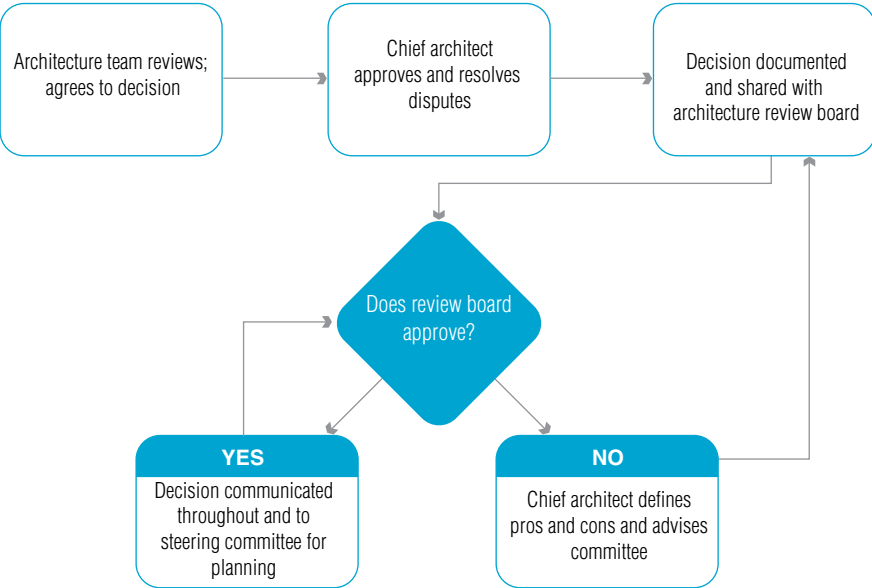 Architecture team reviews;
agrees to decision
Chief architect
approves and resolves
disputes
Decision documented
and shared with
architecture review board
Does review board
approve?
YES
Decision communicated
throughout and to
steering committee for
planning
NO
Chief architect defines
pros and cons and advises
committee